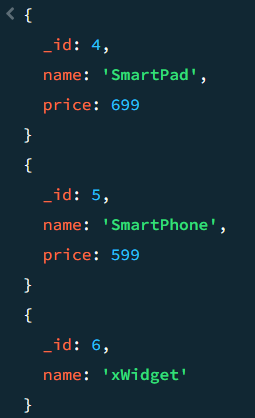 {
_id: 4,
name: 'SmartPad',
price: 699
}
{
_id: 5,
name: 'SmartPhone',
price: 599
}
{
_id: 6,
name: 'xWidget'
}